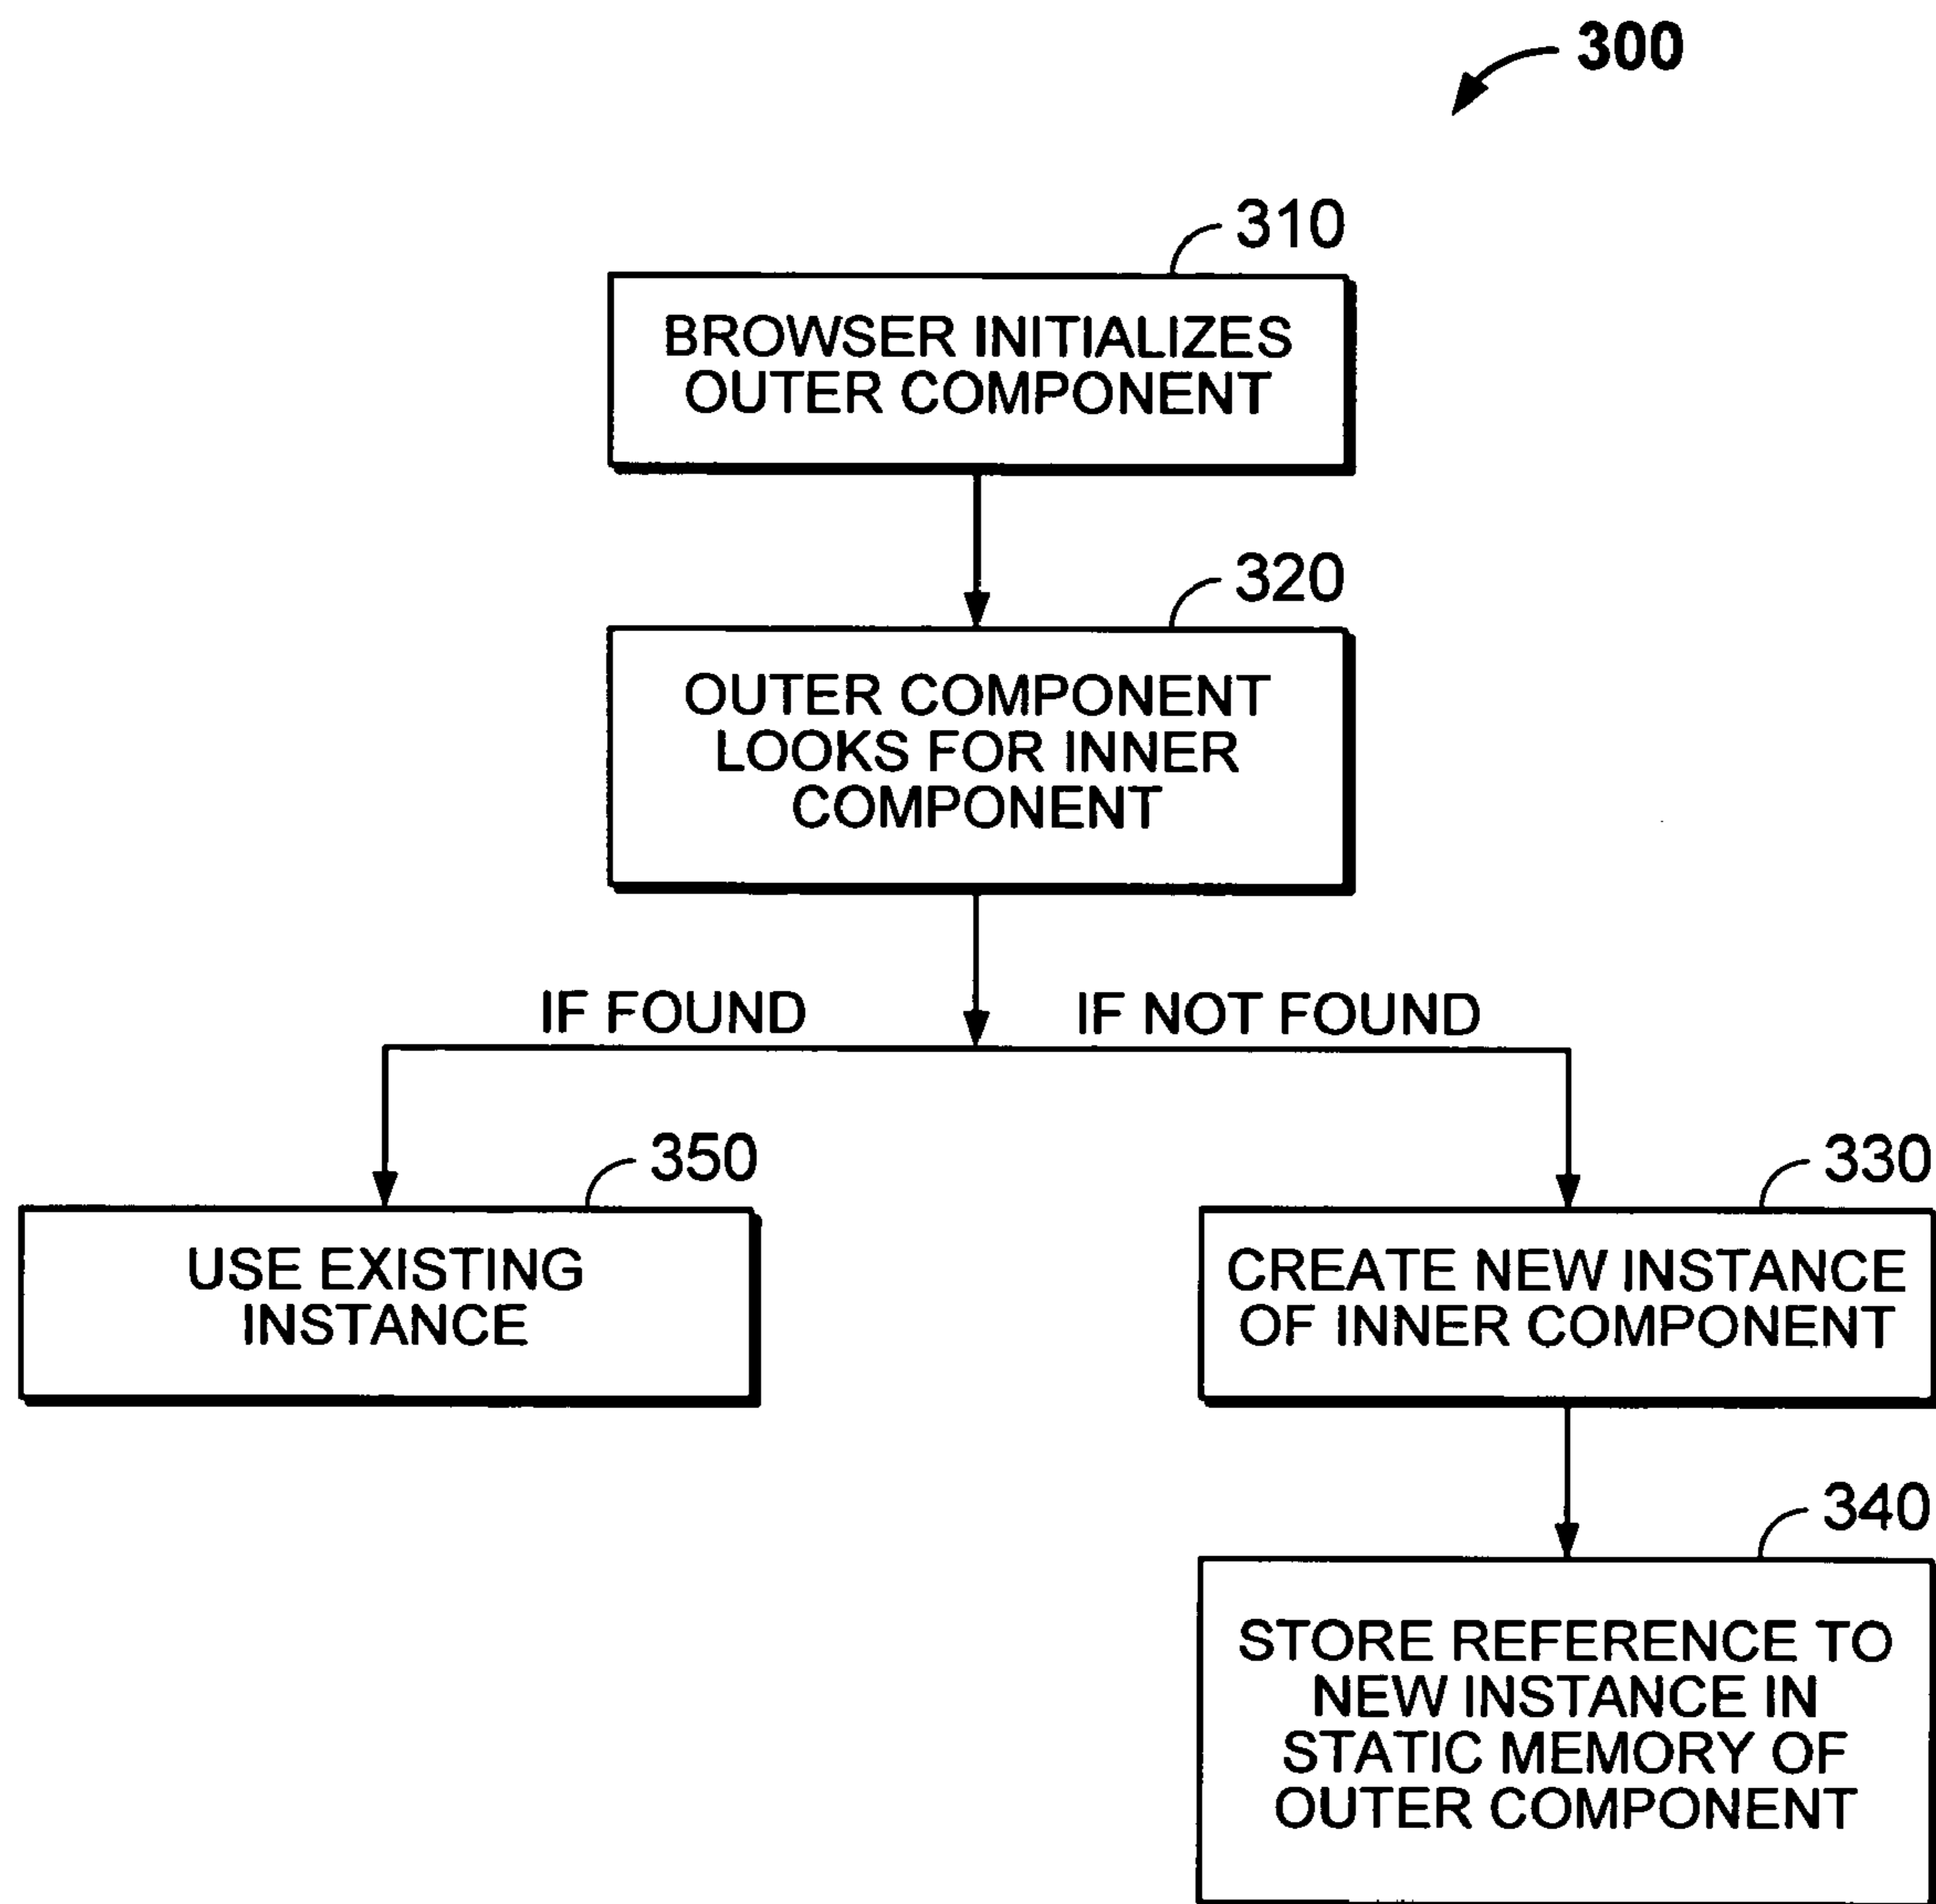 300
310
BROWSER INITIALIZES
OUTER COMPONENT
320
OUTER COMPONENT
LOOKS FOR INNER
COMPONENT
IF FOUND
IF NOT FOUND
350
USE EXISTING
INSTANCE
330
CREATE NEW INSTANCE
OF INNER COMPONENT
340
STORE REFERENCE TO
NEW INSTANCE IN
STATIC MEMORY OF
OUTER COMPONENT